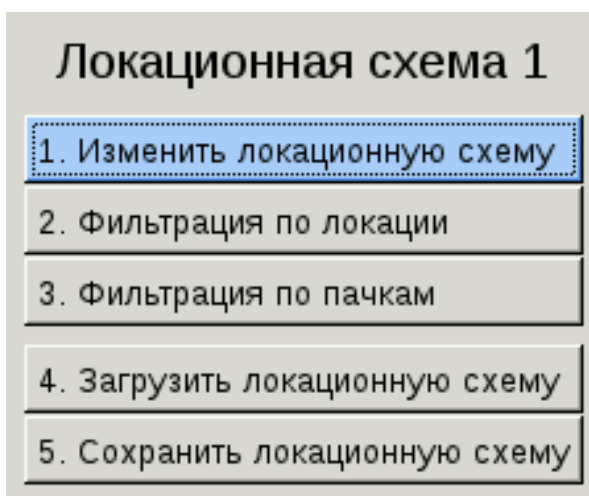 Локационная схема 1
1. Изменить локационную схему
2. Фильтрация по локации
3. Фильтрация по пачкам
4. Загрузить локационную схему
5. Сохранить локационную схему